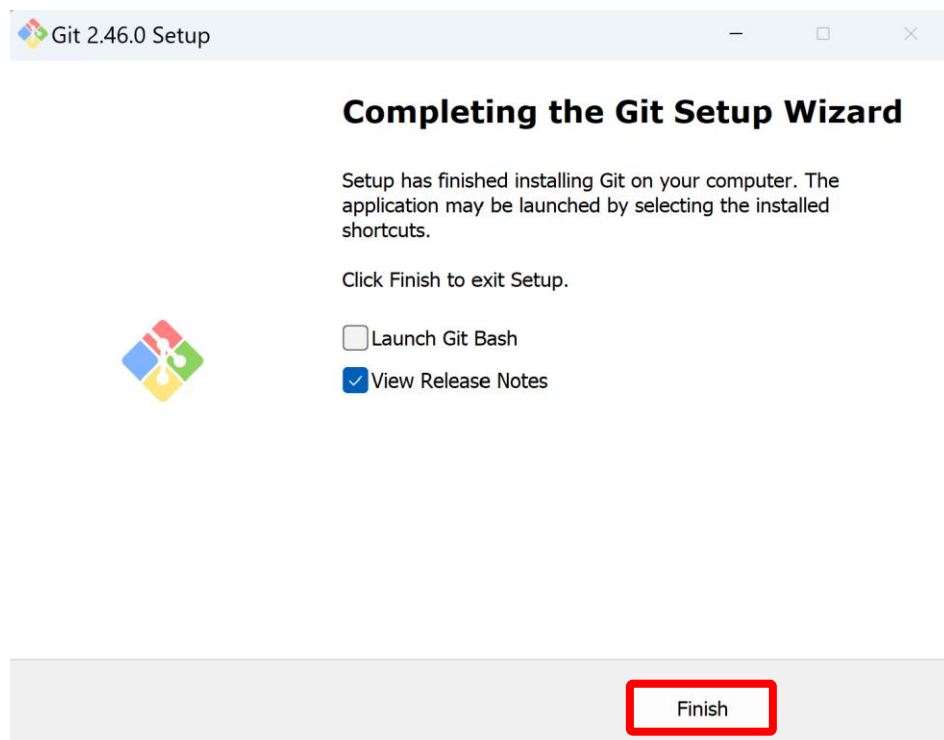 Git 2.46.0 Setup
Completing the Git Setup Wizard
Setup has finished installing Git on your computer. The
application may be launched by selecting the installed
shortcuts.
Click Finish to exit Setup.
Launch Git Bash
View Release Notes
Finish